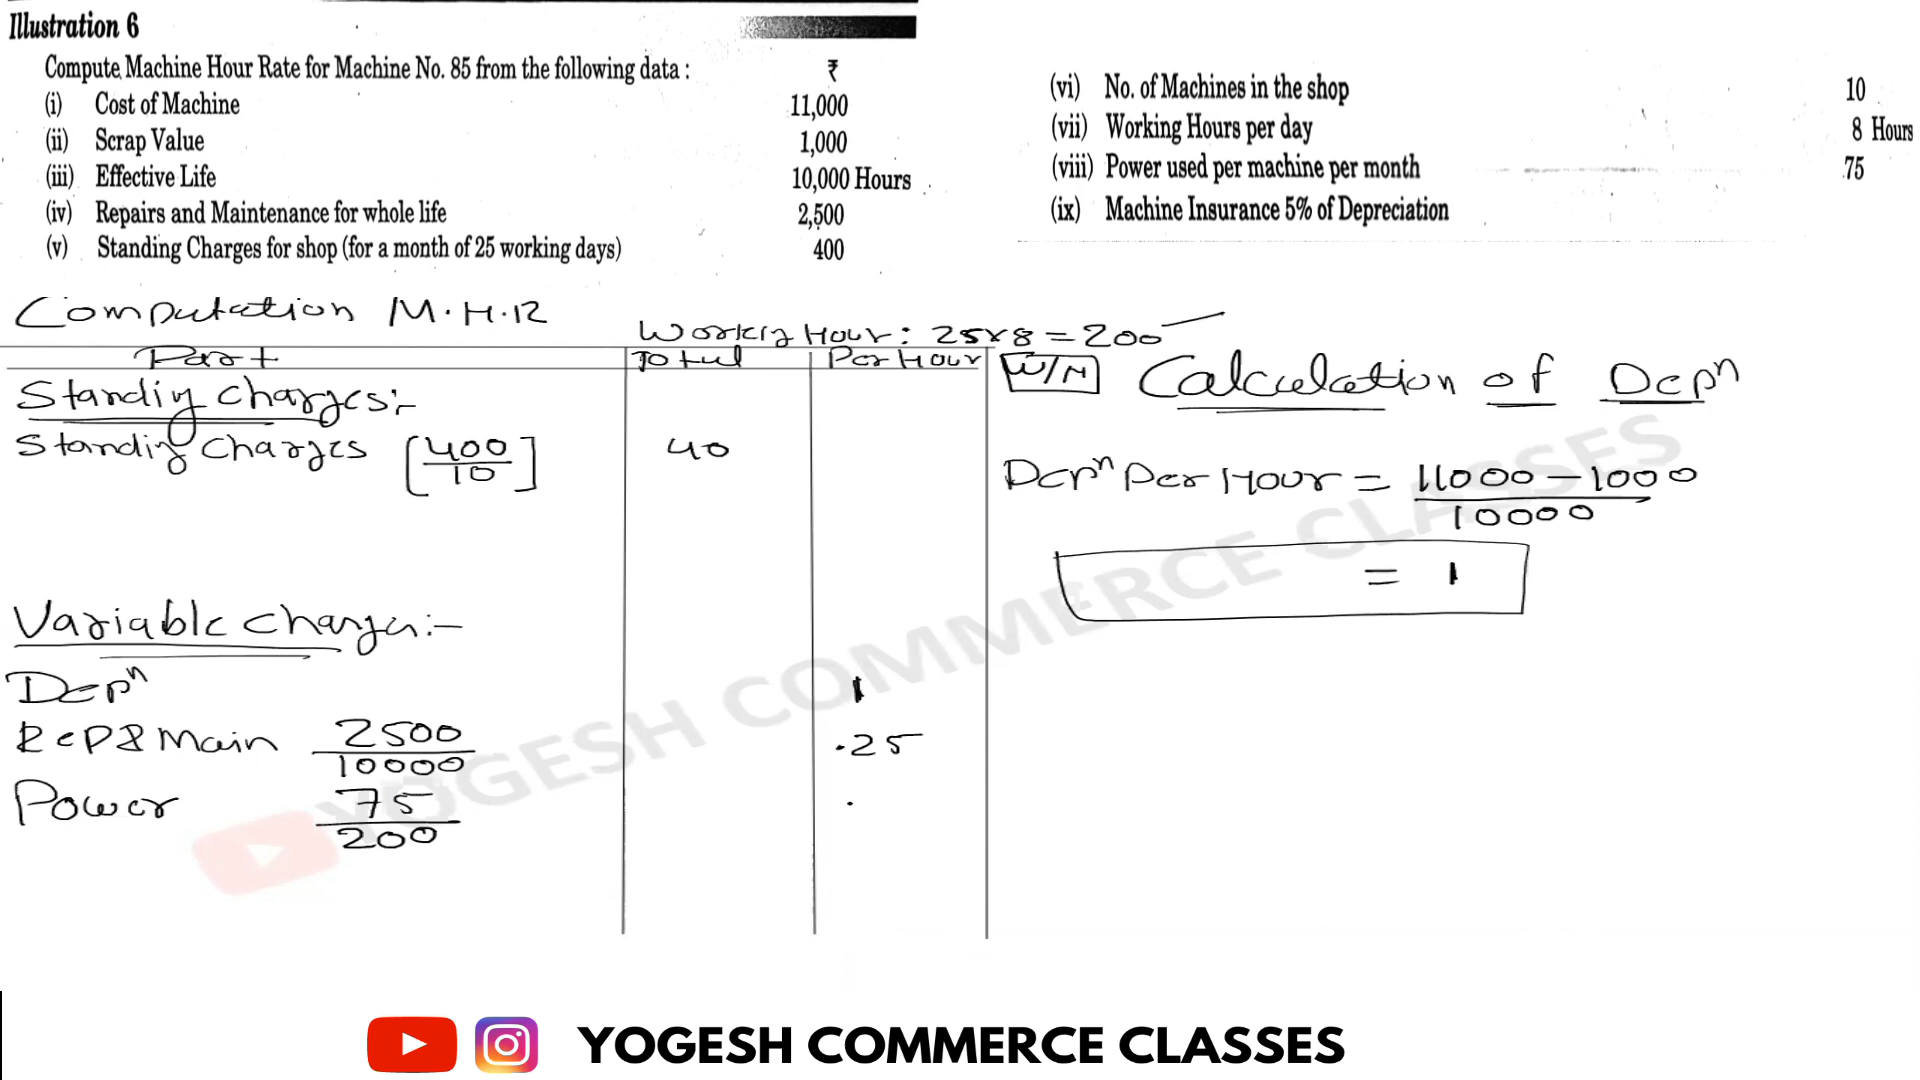 Illustration 6
Compute Machine Hour Rate for Machine No. 85 from the following data : ₹
(i) Cost of Machine 11,000
(ii) Scrap Value 1,000
(iii) Effective Life 10,000 Hours
(iv) Repairs and Maintenance for whole life 2,500
(v) Standing Charges for shop (for a month of 25 working days) 400
(vi) No. of Machines in the shop 10
(vii) Working Hours per day 8 Hours
(viii) Power used per machine per month 75
(ix) Machine Insurance 5% of Depreciation
Computation M.H.R
Working Hour: 25x8=200
Part Total Per Hour
Standing Charges:-
Standing Charges [400/10] 40
Variable Charges:-
Depⁿ 1
Rep & Main 2500/10000 .25
Power 75/200 .
W/N Calculation of Depⁿ
Depⁿ Per Hour = 11000-1000
10000
= 1
YOGESH COMMERCE CLASSES
YOGESH COMMERCE CLASSES